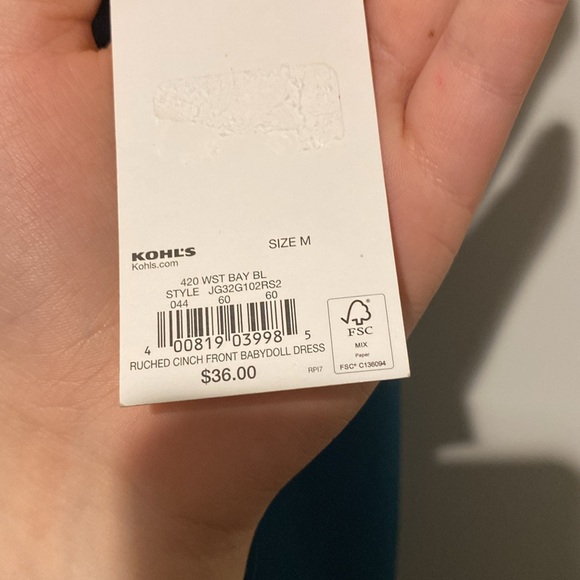 KOHL'S
SIZE M
Kohls.com
420 WST BAY BL
STYLE JG32G102RS2
044 60 60
4 00819 03998 5
RUCHED CINCH FRONT BABYDOLL DRESS
$36.00
RPI7
FSC
MIX
Paper
FSC® C136094